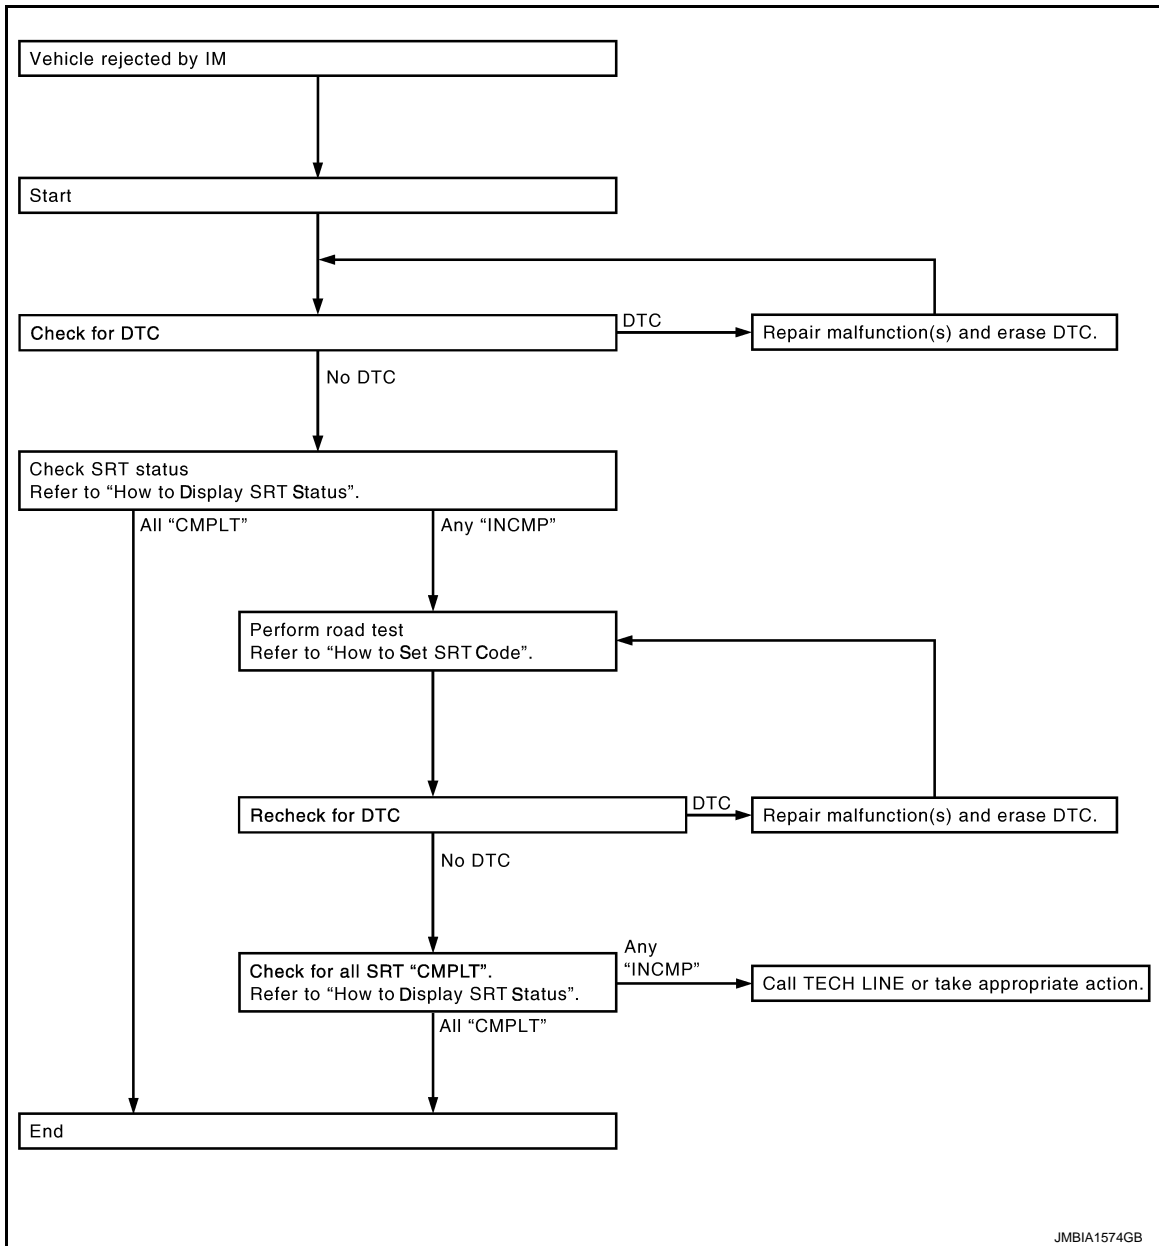 Vehicle rejected by IM
Start
Check for DTC
DTC
Repair malfunction(s) and erase DTC.
No DTC
Check SRT status
Refer to “How to Display SRT Status”.
All “CMPLT”
Any “INCMP”
Perform road test
Refer to “How to Set SRT Code”.
Recheck for DTC
DTC
Repair malfunction(s) and erase DTC.
No DTC
Check for all SRT “CMPLT”.
Refer to “How to Display SRT Status”.
Any
“INCMP”
Call TECH LINE or take appropriate action.
All “CMPLT”
End
JMBIA1574GB